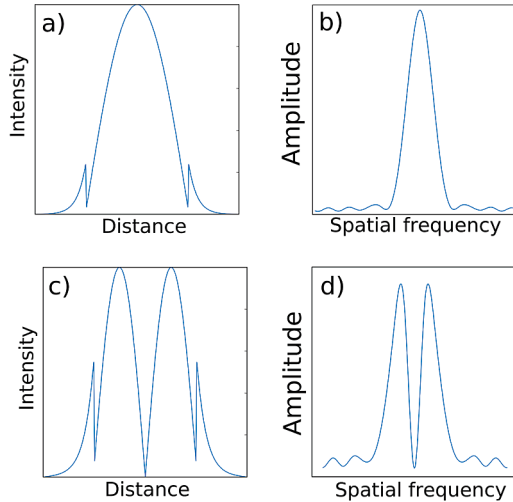 a)
Intensity
Distance
b)
Amplitude
Spatial frequency
c)
Intensity
Distance
d)
Amplitude
Spatial frequency